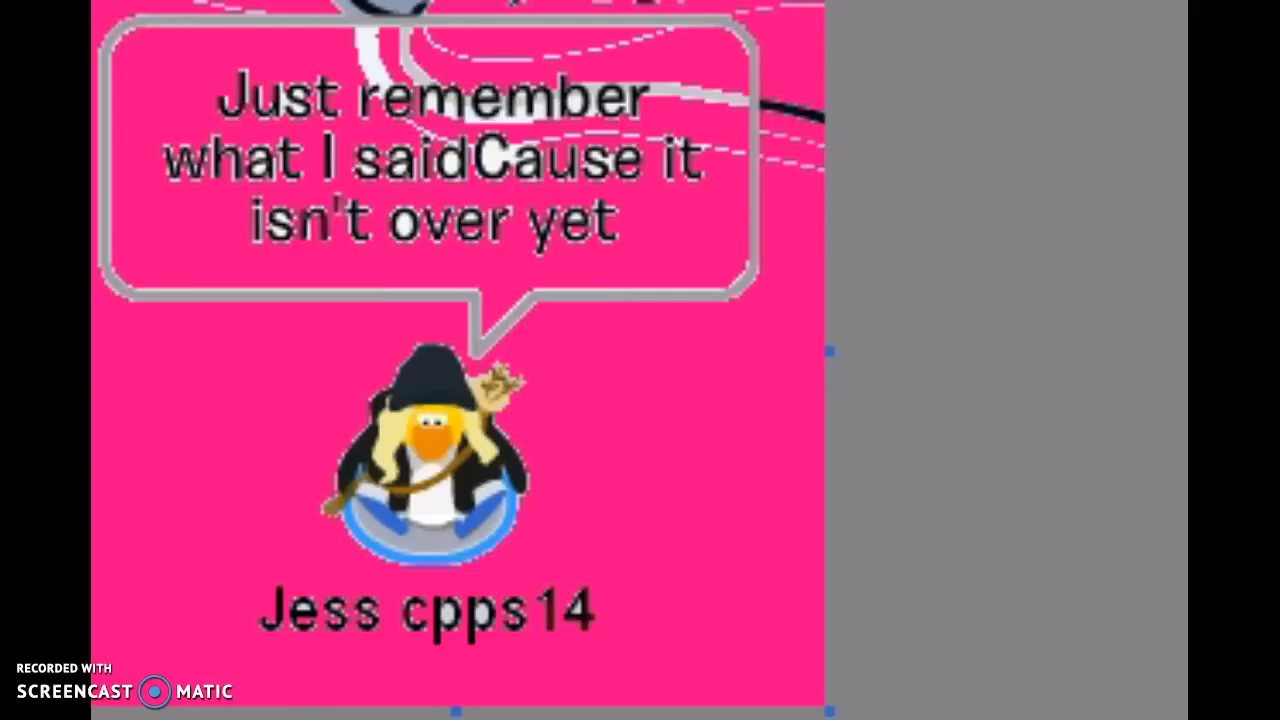 Just remember
what I saidCause it
isn't over yet
Jess cpps14
RECORDED WITH
SCREENCAST MATIC